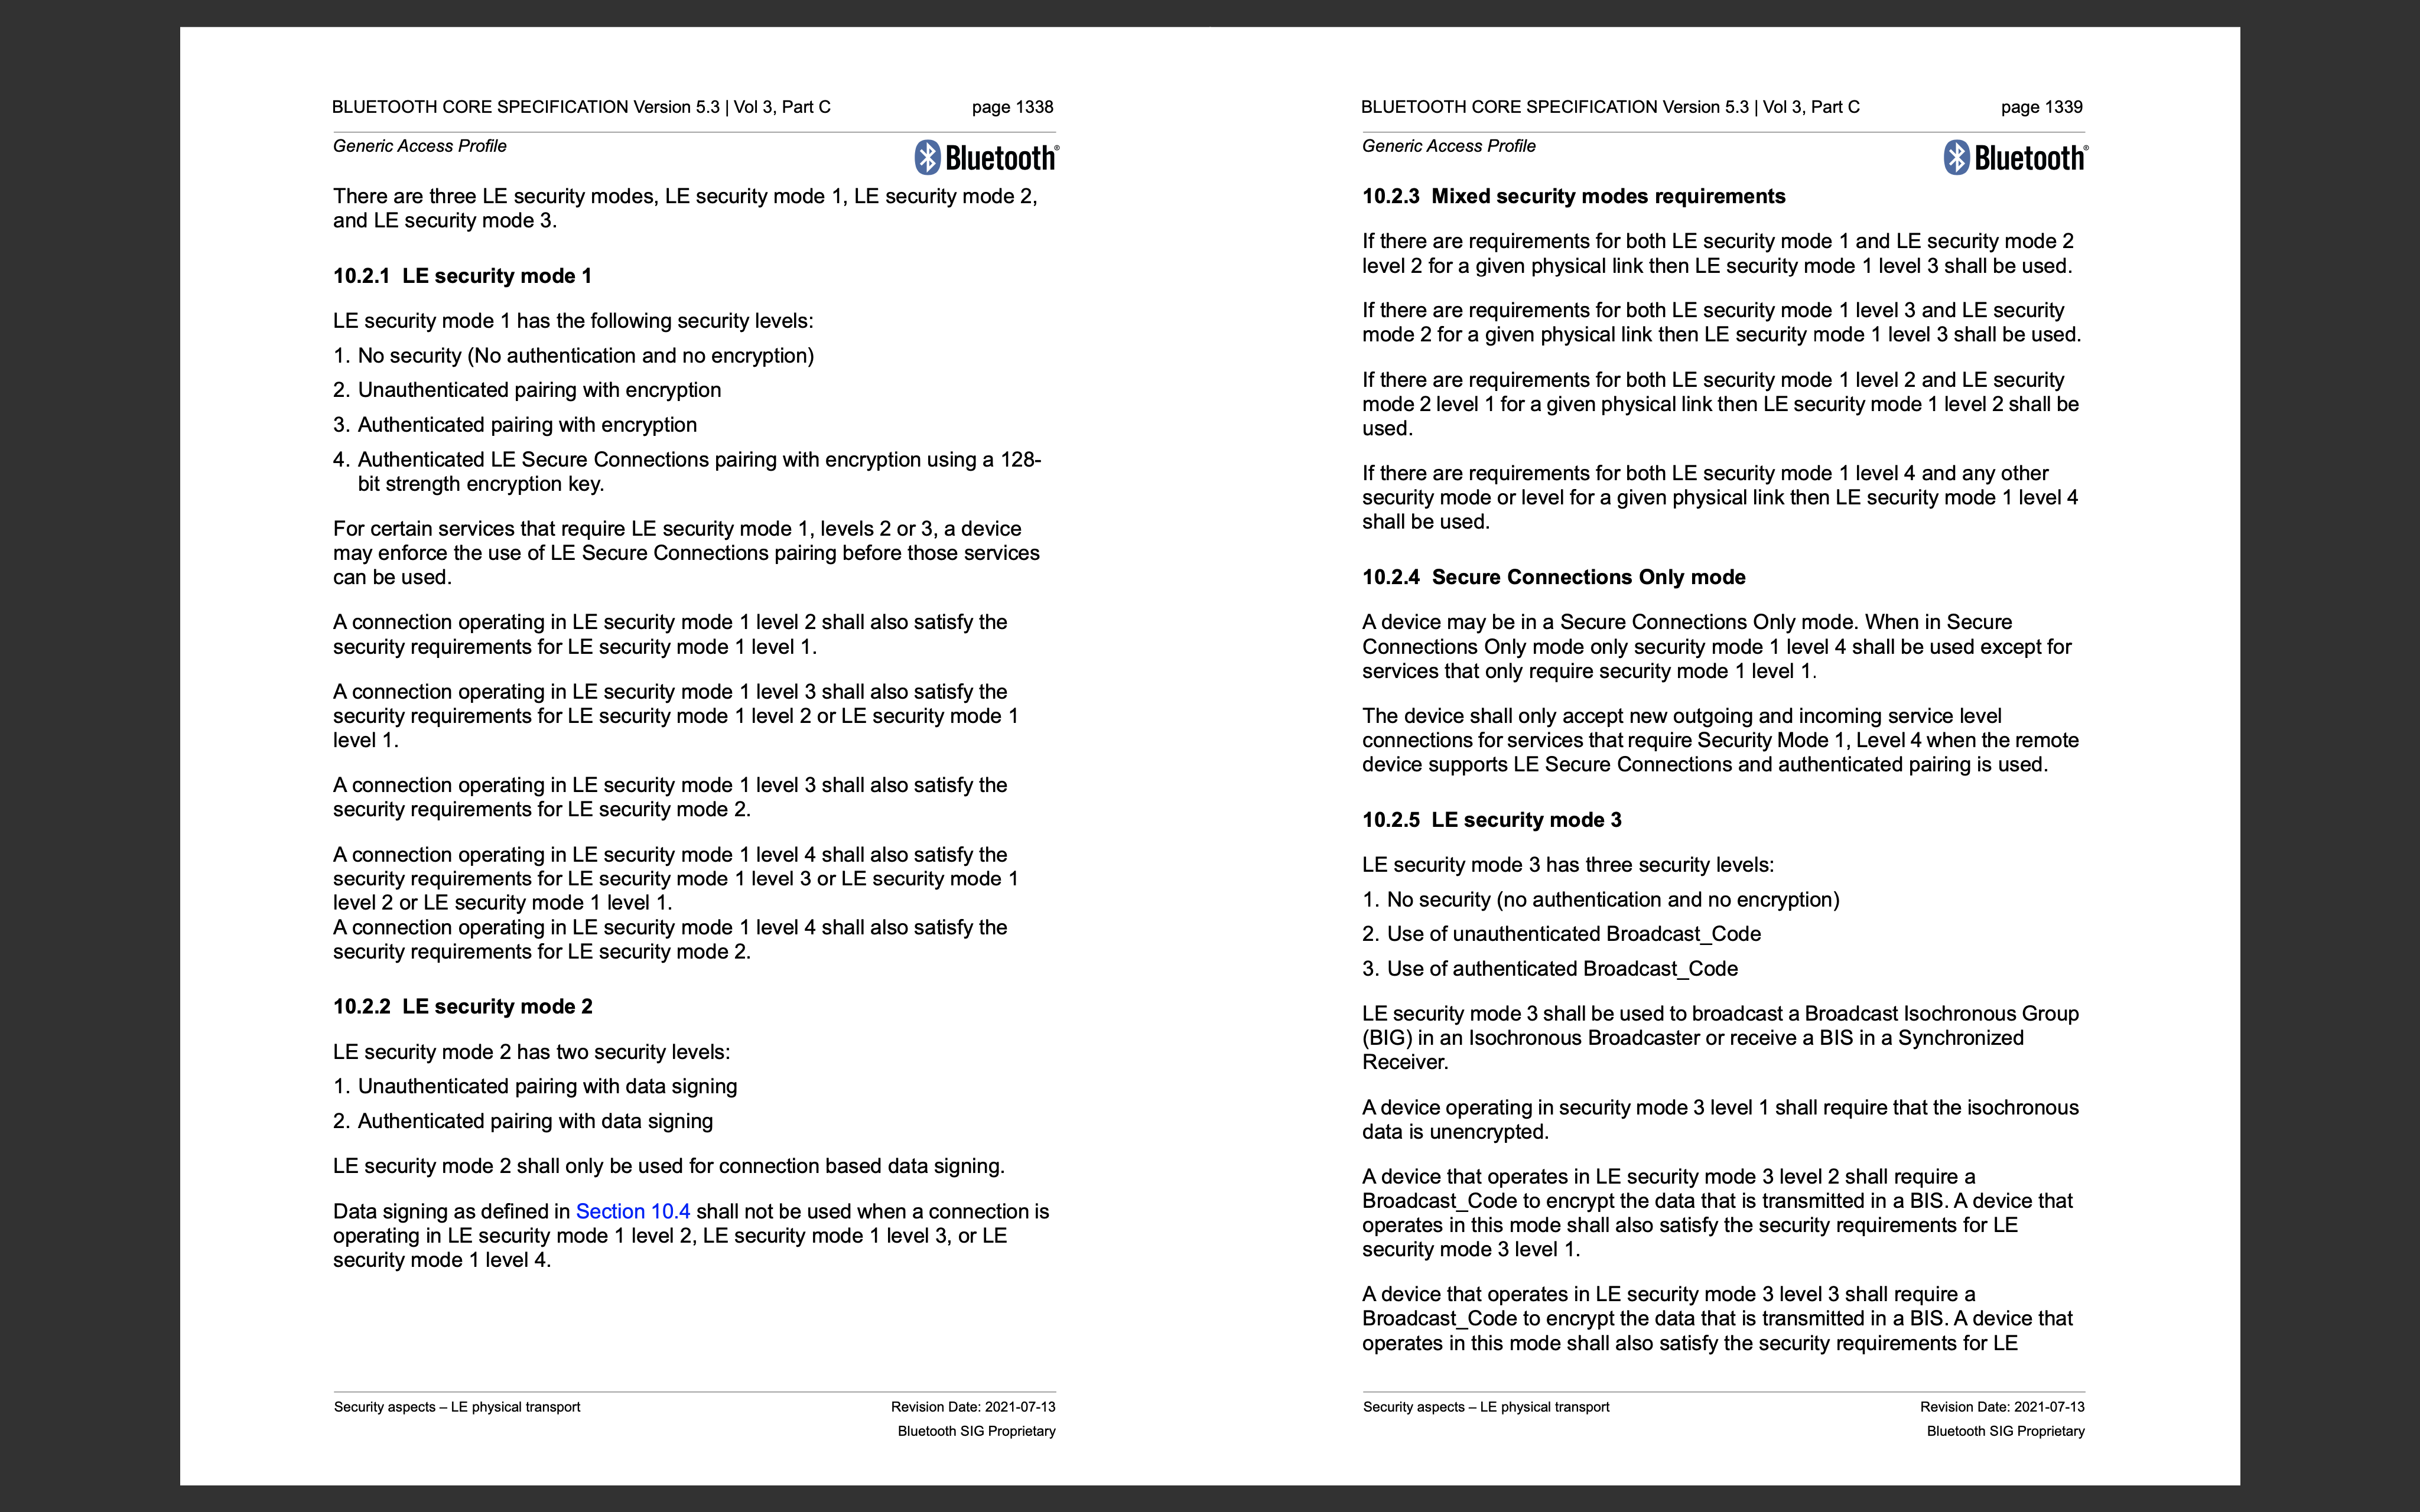 BLUETOOTH CORE SPECIFICATION Version 5.3 | Vol 3, Part C page 1338
Generic Access Profile
Bluetooth®
There are three LE security modes, LE security mode 1, LE security mode 2,
and LE security mode 3.
10.2.1 LE security mode 1
LE security mode 1 has the following security levels:
1. No security (No authentication and no encryption)
2. Unauthenticated pairing with encryption
3. Authenticated pairing with encryption
4. Authenticated LE Secure Connections pairing with encryption using a 128-
bit strength encryption key.
For certain services that require LE security mode 1, levels 2 or 3, a device
may enforce the use of LE Secure Connections pairing before those services
can be used.
A connection operating in LE security mode 1 level 2 shall also satisfy the
security requirements for LE security mode 1 level 1.
A connection operating in LE security mode 1 level 3 shall also satisfy the
security requirements for LE security mode 1 level 2 or LE security mode 1
level 1.
A connection operating in LE security mode 1 level 3 shall also satisfy the
security requirements for LE security mode 2.
A connection operating in LE security mode 1 level 4 shall also satisfy the
security requirements for LE security mode 1 level 3 or LE security mode 1
level 2 or LE security mode 1 level 1.
A connection operating in LE security mode 1 level 4 shall also satisfy the
security requirements for LE security mode 2.
10.2.2 LE security mode 2
LE security mode 2 has two security levels:
1. Unauthenticated pairing with data signing
2. Authenticated pairing with data signing
LE security mode 2 shall only be used for connection based data signing.
Data signing as defined in Section 10.4 shall not be used when a connection is
operating in LE security mode 1 level 2, LE security mode 1 level 3, or LE
security mode 1 level 4.
Security aspects – LE physical transport Revision Date: 2021-07-13
Bluetooth SIG Proprietary
BLUETOOTH CORE SPECIFICATION Version 5.3 | Vol 3, Part C page 1339
Generic Access Profile
Bluetooth®
10.2.3 Mixed security modes requirements
If there are requirements for both LE security mode 1 and LE security mode 2
level 2 for a given physical link then LE security mode 1 level 3 shall be used.
If there are requirements for both LE security mode 1 level 3 and LE security
mode 2 for a given physical link then LE security mode 1 level 3 shall be used.
If there are requirements for both LE security mode 1 level 2 and LE security
mode 2 level 1 for a given physical link then LE security mode 1 level 2 shall be
used.
If there are requirements for both LE security mode 1 level 4 and any other
security mode or level for a given physical link then LE security mode 1 level 4
shall be used.
10.2.4 Secure Connections Only mode
A device may be in a Secure Connections Only mode. When in Secure
Connections Only mode only security mode 1 level 4 shall be used except for
services that only require security mode 1 level 1.
The device shall only accept new outgoing and incoming service level
connections for services that require Security Mode 1, Level 4 when the remote
device supports LE Secure Connections and authenticated pairing is used.
10.2.5 LE security mode 3
LE security mode 3 has three security levels:
1. No security (no authentication and no encryption)
2. Use of unauthenticated Broadcast_Code
3. Use of authenticated Broadcast_Code
LE security mode 3 shall be used to broadcast a Broadcast Isochronous Group
(BIG) in an Isochronous Broadcaster or receive a BIS in a Synchronized
Receiver.
A device operating in security mode 3 level 1 shall require that the isochronous
data is unencrypted.
A device that operates in LE security mode 3 level 2 shall require a
Broadcast_Code to encrypt the data that is transmitted in a BIS. A device that
operates in this mode shall also satisfy the security requirements for LE
security mode 3 level 1.
A device that operates in LE security mode 3 level 3 shall require a
Broadcast_Code to encrypt the data that is transmitted in a BIS. A device that
operates in this mode shall also satisfy the security requirements for LE
Security aspects – LE physical transport Revision Date: 2021-07-13
Bluetooth SIG Proprietary